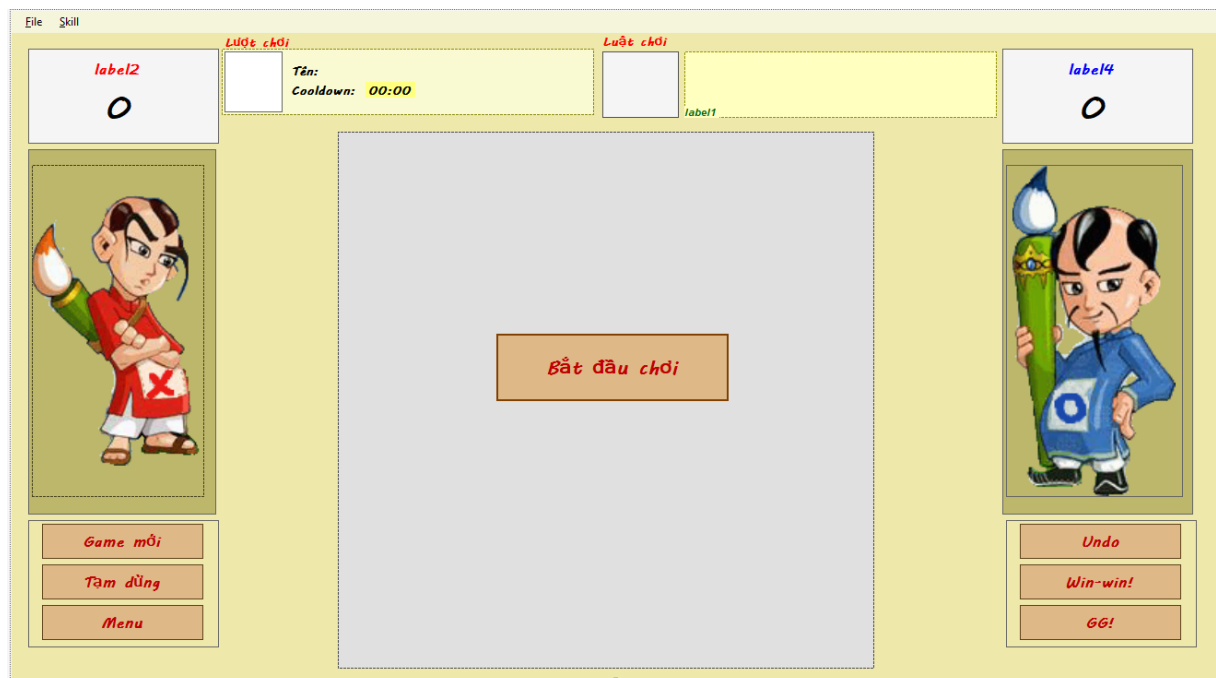 File Skill
Lượt chơi
Luật chơi
label2
0
Tên:
Cooldown: 00:00
label1
label4
0
X
O
Bắt đầu chơi
Game mới
Tạm dừng
Menu
Undo
Win-win!
GG!